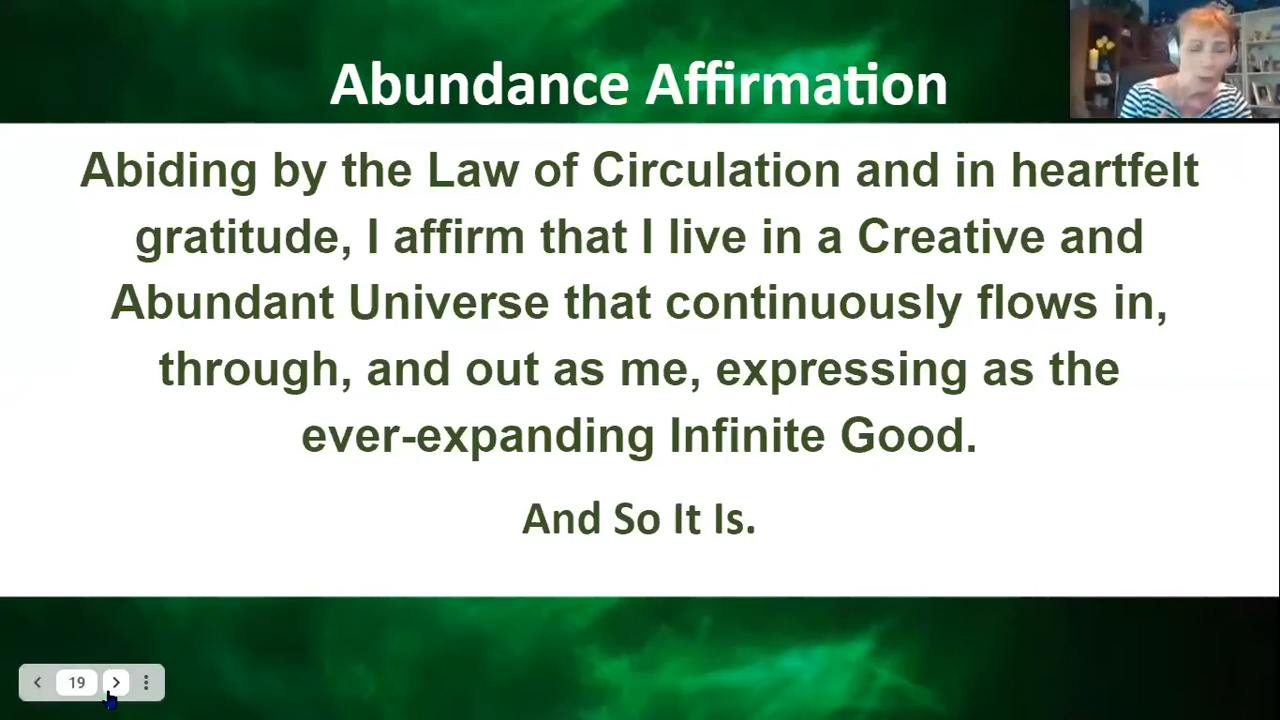 Abundance Affirmation
Abiding by the Law of Circulation and in heartfelt
gratitude, I affirm that I live in a Creative and
Abundant Universe that continuously flows in,
through, and out as me, expressing as the
ever-expanding Infinite Good.
And So It Is.
19